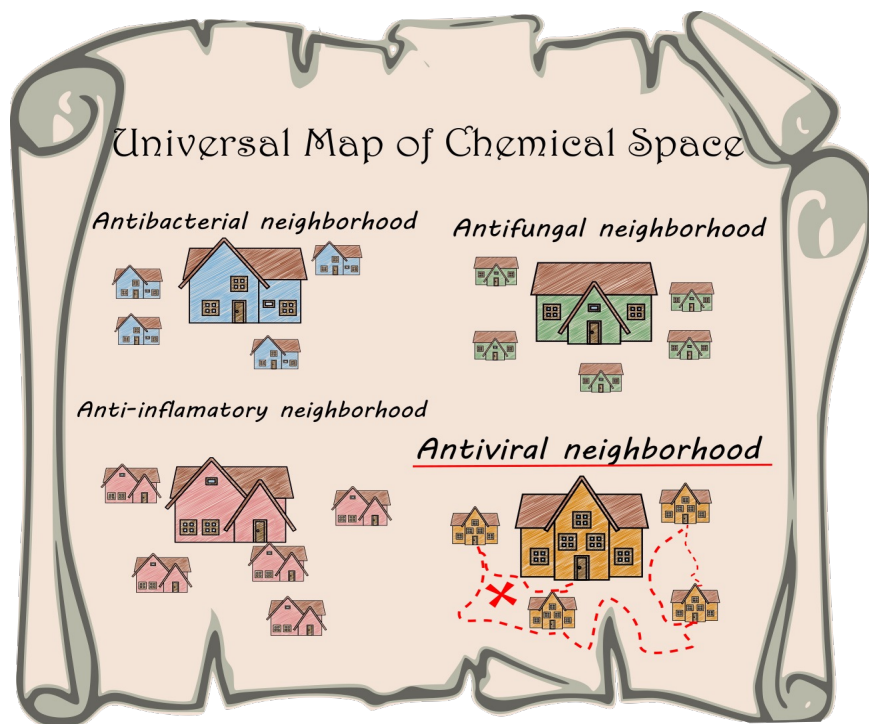 Universal Map of Chemical Space
Antibacterial neighborhood
Antifungal neighborhood
Anti-inflamatory neighborhood
Antiviral neighborhood